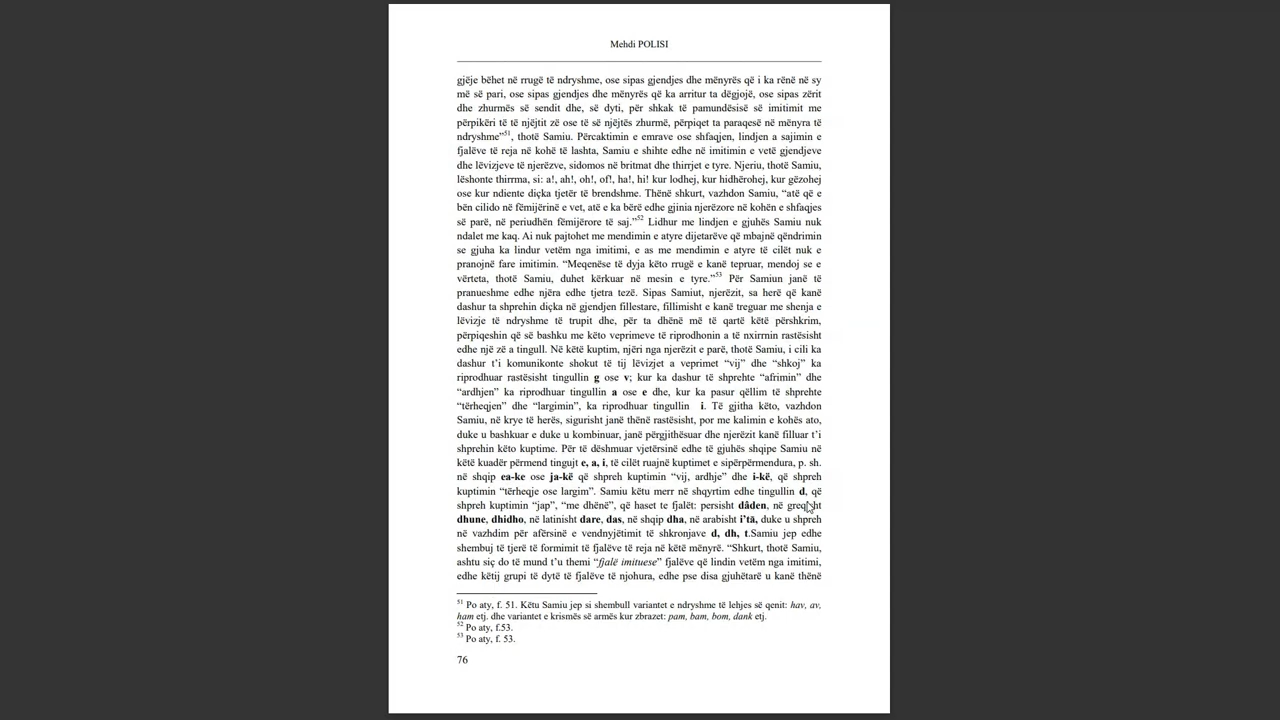 Mehdi POLISI
gjëje bëhet në rrugë të ndryshme, ose sipas gjendjes dhe mënyrës që i ka rënë në sy
më së pari, ose sipas gjendjes dhe mënyrës që ka arritur ta dëgjojë, ose sipas zërit
dhe zhurmës së sendit dhe, së dyti, për shkak të pamundësisë së imitimit me
përpikëri të të njëjtit zë ose të së njëjtës zhurmë, përpiqet ta paraqesë në mënyra të
ndryshme”51, thotë Samiu. Përcaktimin e emrave ose shfaqjen, lindjen a sajimin e
fjalëve të reja në kohë të lashta, Samiu e shihte edhe në imitimin e vetë gjendjeve
dhe lëvizjeve të njerëzve, sidomos në britmat dhe thirrjet e tyre. Njeriu, thotë Samiu,
lëshonte thirrma, si: a!, ah!, oh!, of!, ha!, hi! kur lodhej, kur hidhërohej, kur gëzohej
ose kur ndiente diçka tjetër të brendshme. Thënë shkurt, vazhdon Samiu, “atë që e
bën cilido në fëmijërinë e vet, atë e ka bërë edhe gjinia njerëzore në kohën e shfaqjes
së parë, në periudhën fëmijërore të saj.”52 Lidhur me lindjen e gjuhës Samiu nuk
ndalet me kaq. Ai nuk pajtohet me mendimin e atyre dijetarëve që mbajnë qëndrimin
se gjuha ka lindur vetëm nga imitimi, e as me mendimin e atyre të cilët nuk e
pranojnë fare imitimin. “Meqenëse të dyja këto rrugë e kanë tepruar, mendoj se e
vërteta, thotë Samiu, duhet kërkuar në mesin e tyre.”53 Për Samiun janë të
pranueshme edhe njëra edhe tjetra tezë. Sipas Samiut, njerëzit, sa herë që kanë
dashur ta shprehin diçka në gjendjen fillestare, fillimisht e kanë treguar me shenja e
lëvizje të ndryshme të trupit dhe, për ta dhënë më të qartë këtë përshkrim,
përpiqeshin që së bashku me këto veprimeve të riprodhonin a të nxirrnin rastësisht
edhe një zë a tingull. Në këtë kuptim, njëri nga njerëzit e parë, thotë Samiu, i cili ka
dashur t’i komunikonte shokut të tij lëvizjet a veprimet “vij” dhe “shkoj” ka
riprodhuar rastësisht tingullin g ose v; kur ka dashur të shprehte “afrimin” dhe
“ardhjen” ka riprodhuar tingullin a ose e dhe, kur ka pasur qëllim të shprehte
“tërheqjen” dhe “largimin”, ka riprodhuar tingullin i. Të gjitha këto, vazhdon
Samiu, në krye të herës, sigurisht janë thënë rastësisht, por me kalimin e kohës ato,
duke u bashkuar e duke u kombinuar, janë përgjithësuar dhe njerëzit kanë filluar t’i
shprehin këto kuptime. Për të dëshmuar vjetërsinë edhe të gjuhës shqipe Samiu në
këtë kuadër përmend tingujt e, a, i, të cilët ruajnë kuptimet e sipërpërmendura, p. sh.
në shqip ea-ke ose ja-kë që shpreh kuptimin “vij, ardhje” dhe i-kë, që shpreh
kuptimin “tërheqje ose largim”. Samiu këtu merr në shqyrtim edhe tingullin d, që
shpreh kuptimin “jap”, “me dhënë”, që haset te fjalët: persisht dâden, në greqisht
dhune, dhidho, në latinisht dare, das, në shqip dha, në arabisht i’tā, duke u shpreh
në vazhdim për afërsinë e vendnyëjtimit të shkronjave d, dh, t.Samiu jep edhe
shembuj të tjerë të formimit të fjalëve të reja në këtë mënyrë. “Shkurt, thotë Samiu,
ashtu siç do të mund t’u themi “fjalë imituese” fjalëve që lindin vetëm nga imitimi,
edhe këtij grupi të dytë të fjalëve të njohura, edhe pse disa gjuhëtarë u kanë thënë
51 Po aty, f. 51. Këtu Samiu jep si shembull variantet e ndryshme të lehjes së qenit: hav, av,
ham etj. dhe variantet e krismës së armës kur zbrazet: pam, bam, bom, dank etj.
52 Po aty, f.53.
53 Po aty, f. 53.
76